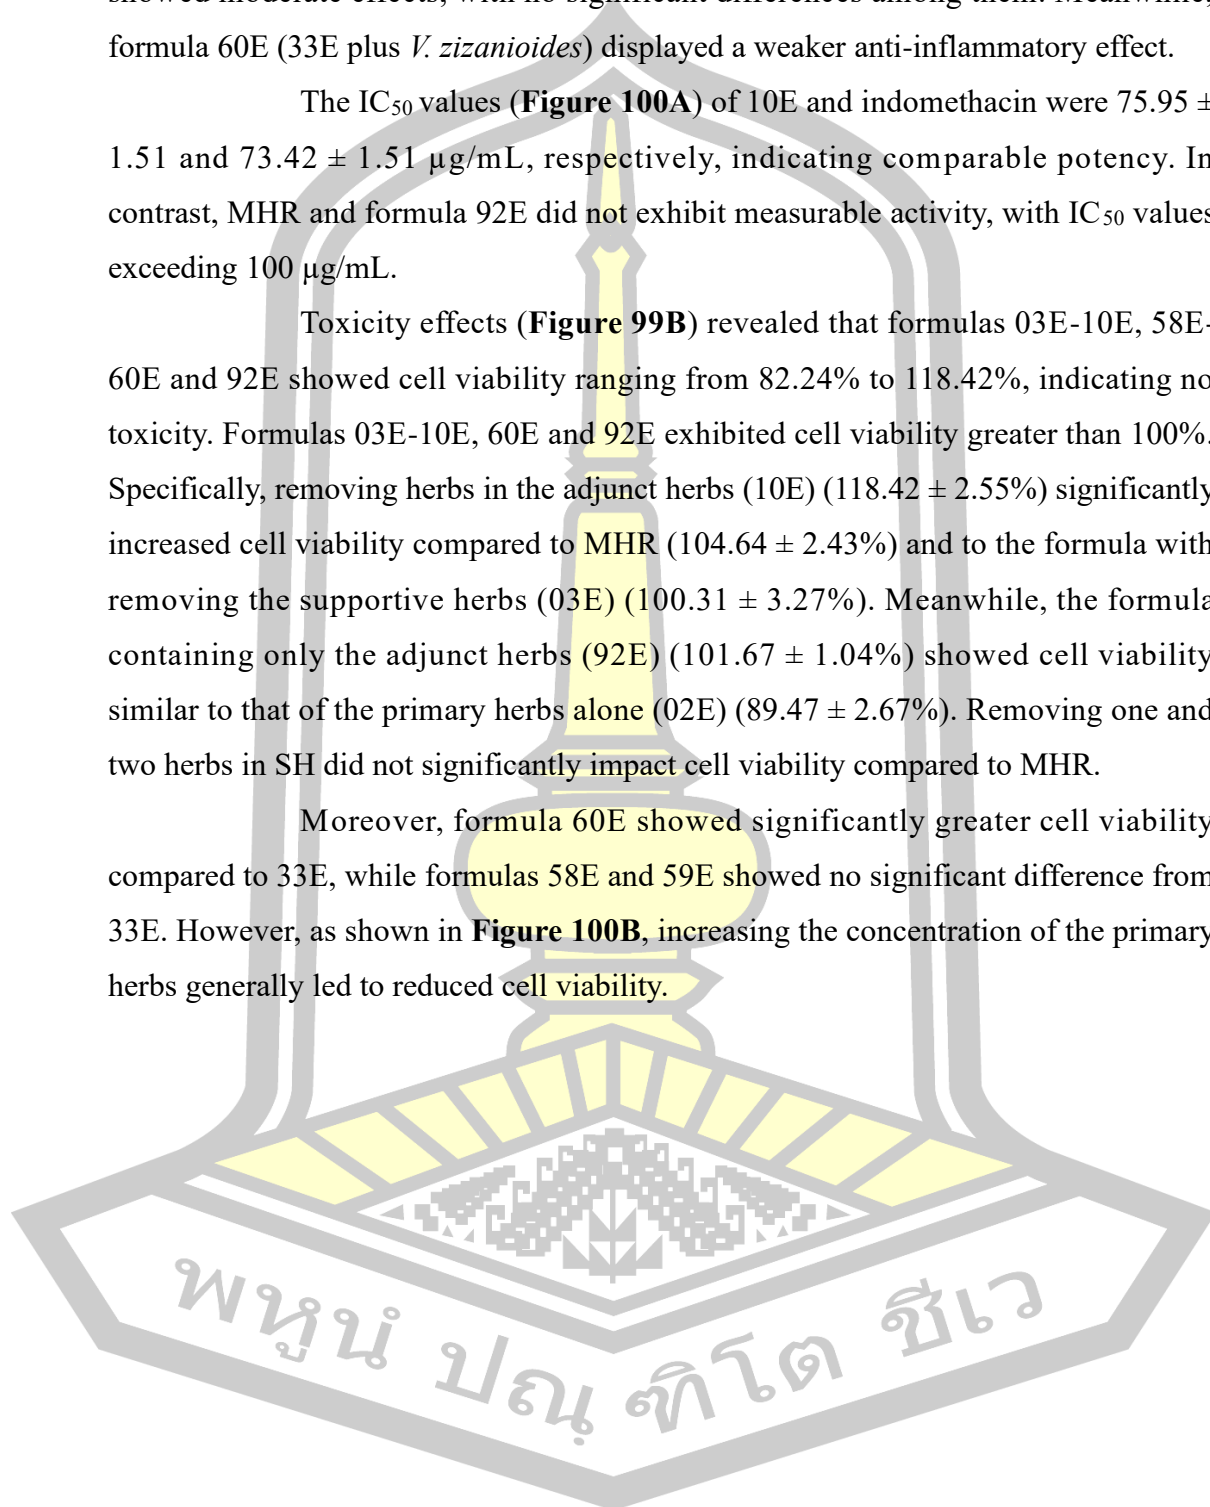 showed moderate effects, with no significant differences among them. Meanwhile,
formula 60E (33E plus V. zizanioides) displayed a weaker anti-inflammatory effect.
The IC50 values (Figure 100A) of 10E and indomethacin were 75.95 ±
1.51 and 73.42 ± 1.51 µg/mL, respectively, indicating comparable potency. In
contrast, MHR and formula 92E did not exhibit measurable activity, with IC50 values
exceeding 100 µg/mL.
Toxicity effects (Figure 99B) revealed that formulas 03E-10E, 58E-
60E and 92E showed cell viability ranging from 82.24% to 118.42%, indicating no
toxicity. Formulas 03E-10E, 60E and 92E exhibited cell viability greater than 100%.
Specifically, removing herbs in the adjunct herbs (10E) (118.42 ± 2.55%) significantly
increased cell viability compared to MHR (104.64 ± 2.43%) and to the formula with
removing the supportive herbs (03E) (100.31 ± 3.27%). Meanwhile, the formula
containing only the adjunct herbs (92E) (101.67 ± 1.04%) showed cell viability
similar to that of the primary herbs alone (02E) (89.47 ± 2.67%). Removing one and
two herbs in SH did not significantly impact cell viability compared to MHR.
Moreover, formula 60E showed significantly greater cell viability
compared to 33E, while formulas 58E and 59E showed no significant difference from
33E. However, as shown in Figure 100B, increasing the concentration of the primary
herbs generally led to reduced cell viability.
พหูนํ ปณฺฑิโต ชีเว